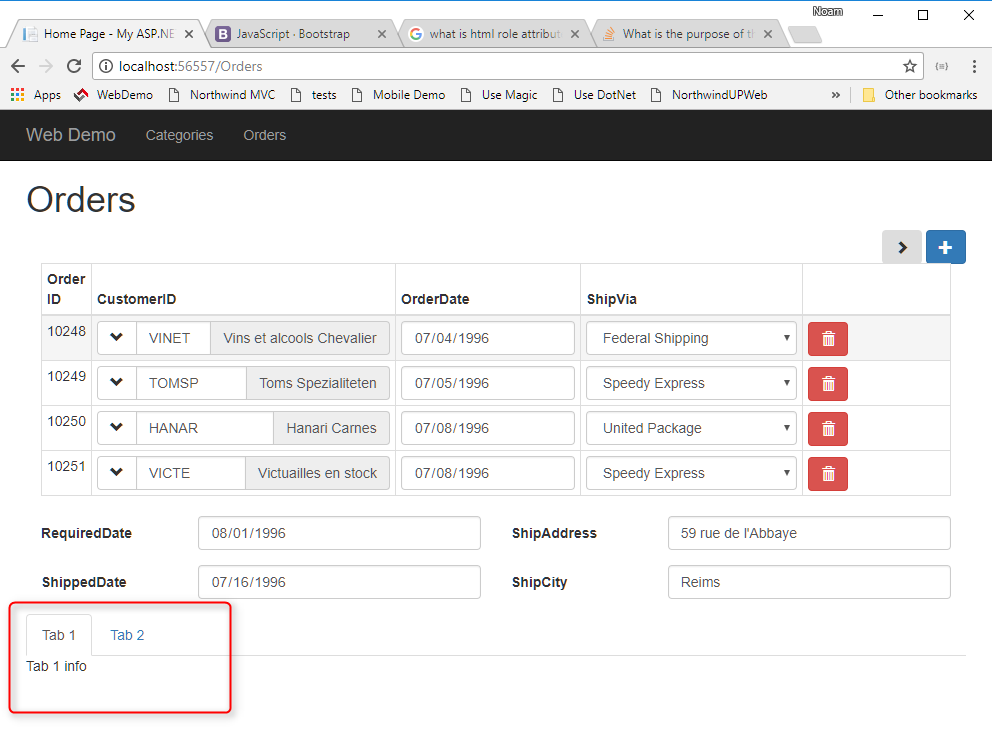 Noam
Home Page - My ASP.NE
JavaScript · Bootstrap
what is html role attribut
What is the purpose of t
localhost:56557/Orders
Apps WebDemo Northwind MVC tests Mobile Demo Use Magic Use DotNet NorthwindUPWeb » Other bookmarks
Web Demo Categories Orders
Orders
Order ID CustomerID OrderDate ShipVia
10248 VINET Vins et alcools Chevalier 07/04/1996 Federal Shipping
10249 TOMSP Toms Spezialiteten 07/05/1996 Speedy Express
10250 HANAR Hanari Carnes 07/08/1996 United Package
10251 VICTE Victuailles en stock 07/08/1996 Speedy Express
RequiredDate 08/01/1996 ShipAddress 59 rue de l'Abbaye
ShippedDate 07/16/1996 ShipCity Reims
Tab 1 Tab 2
Tab 1 info